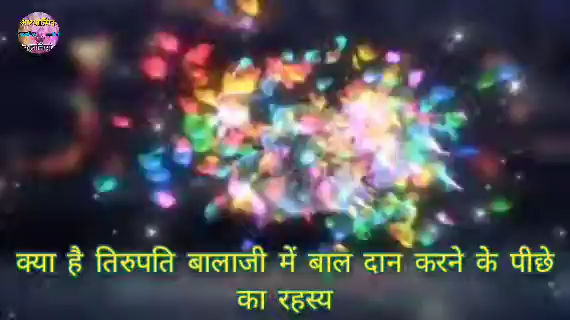 क्या है तिरुपति बालाजी में बाल दान करने के पीछे
का रहस्य